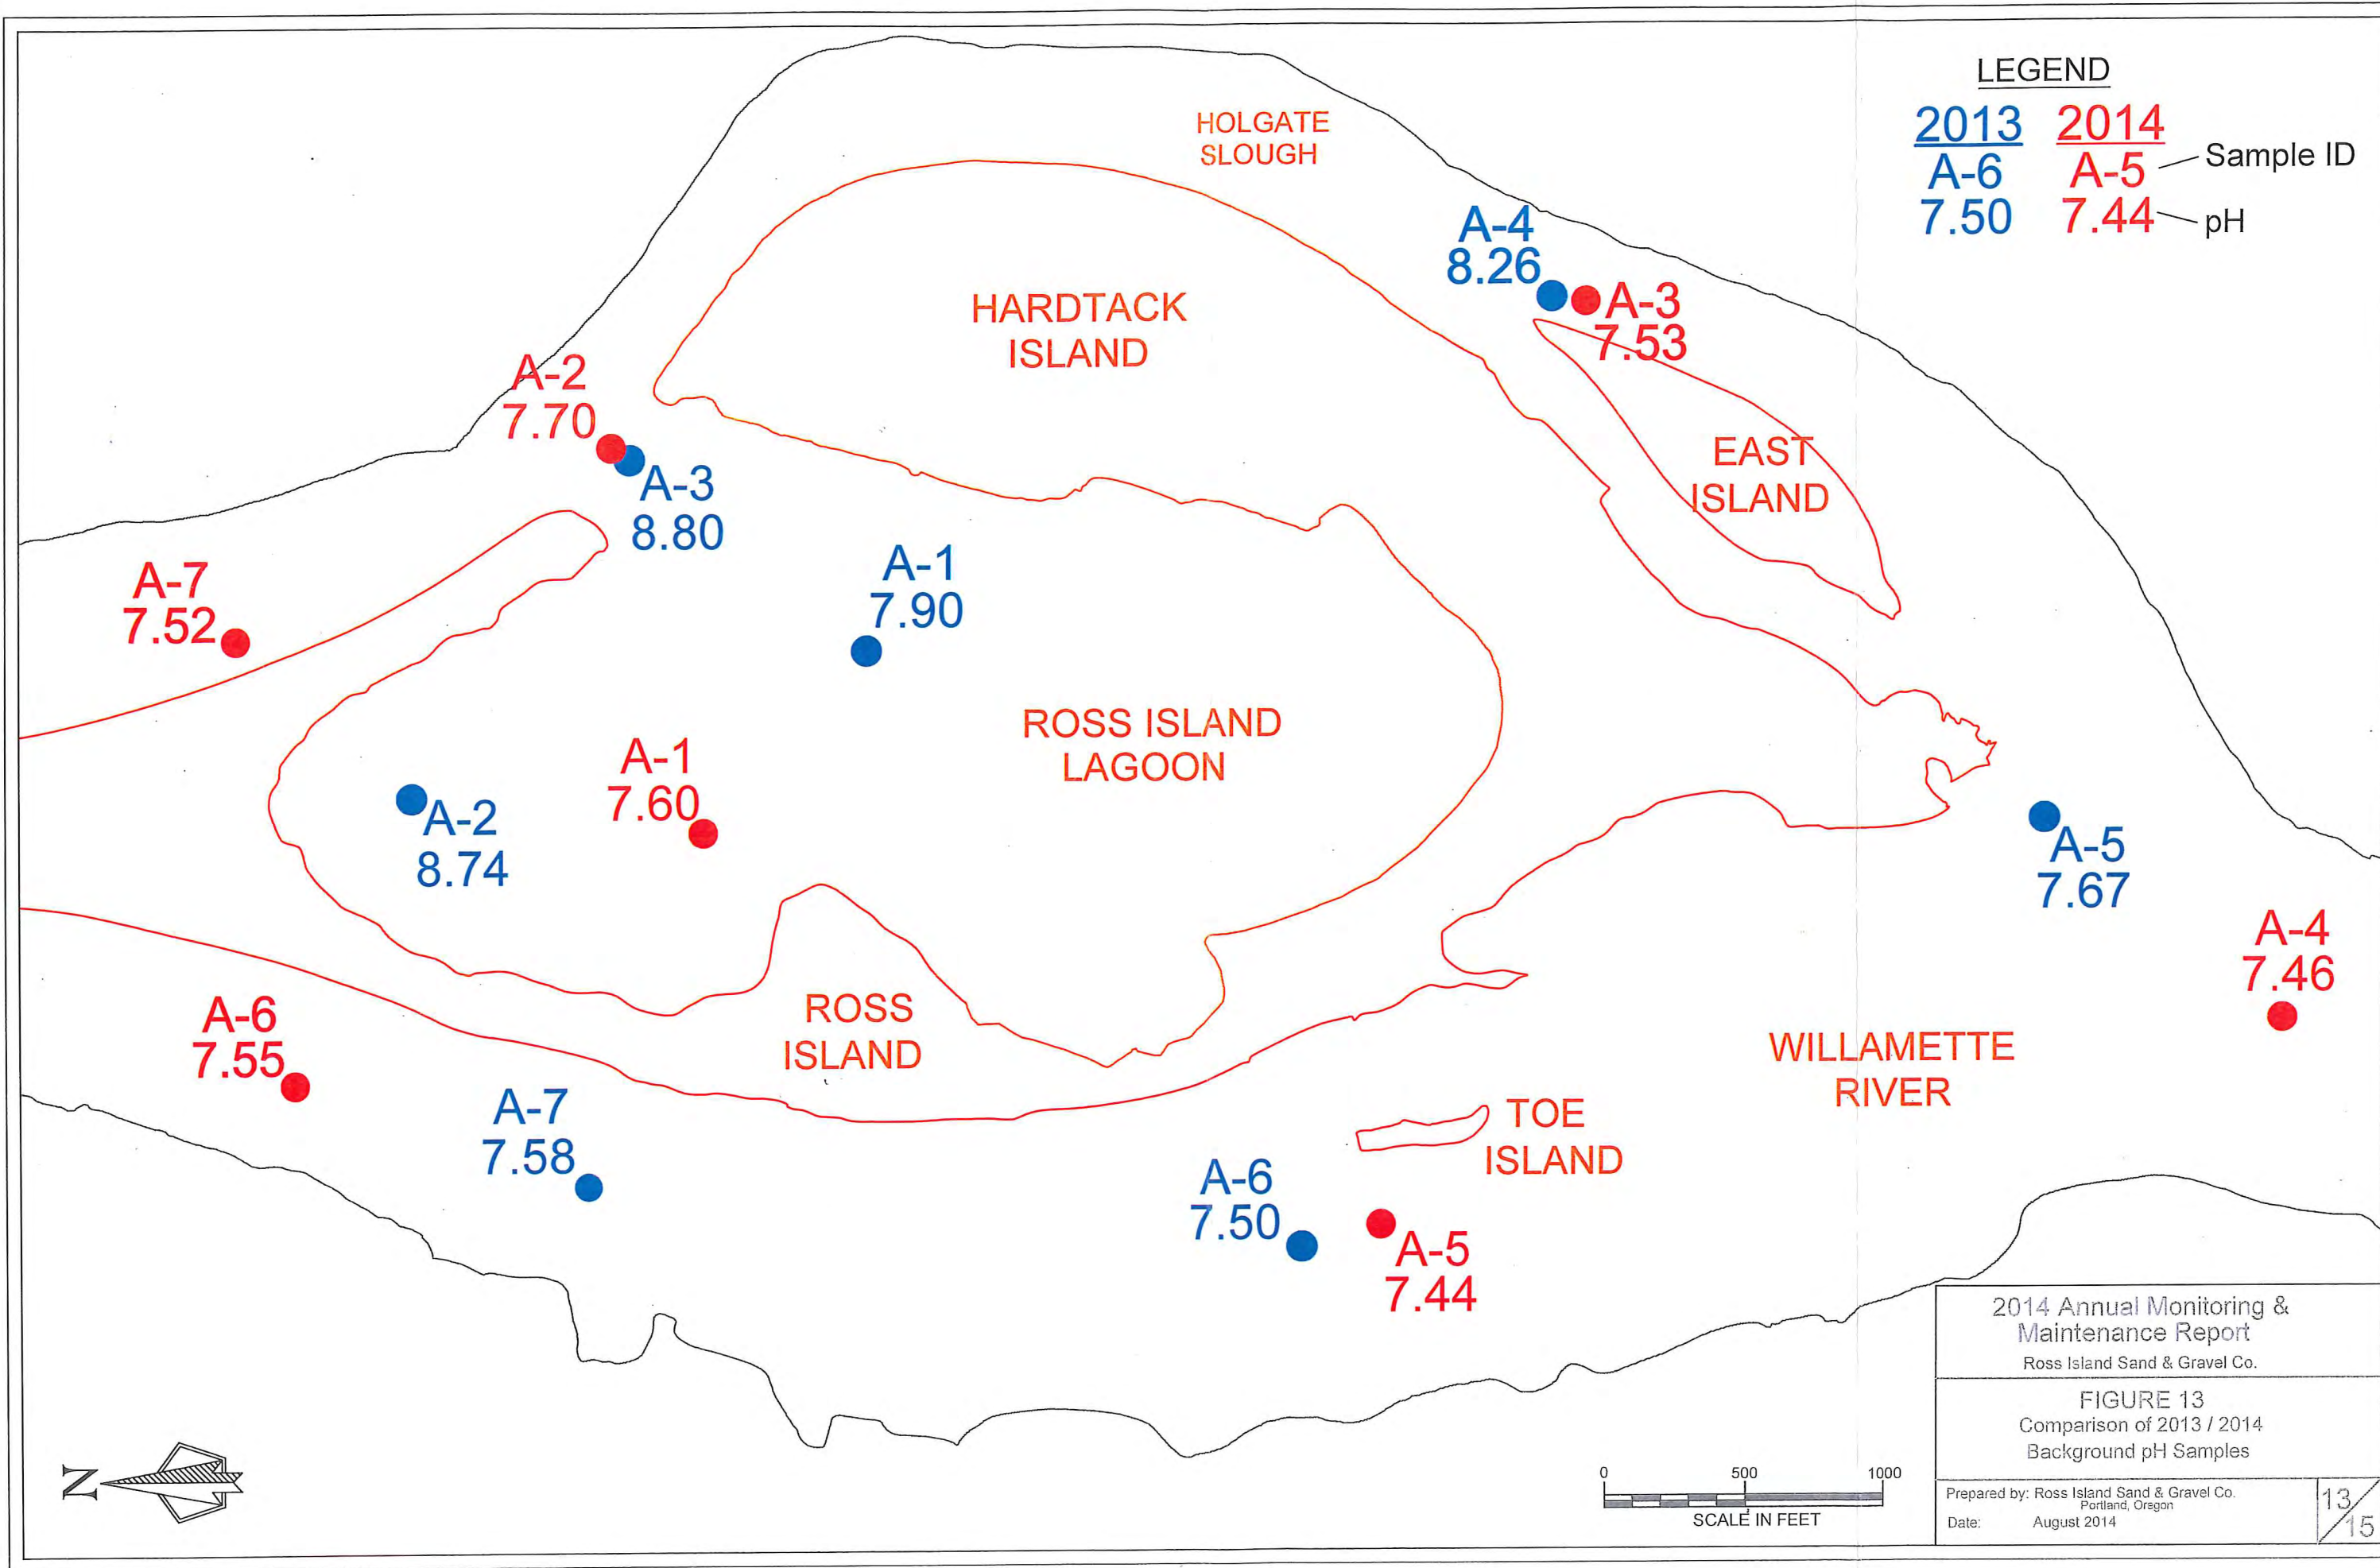 LEGEND
2013 2014
A-6 A-5 Sample ID
7.50 7.44 pH
HOLGATE
SLOUGH
A-4
8.26
A-3
7.53
HARDTACK
ISLAND
A-2
7.70
A-3
8.80
EAST
ISLAND
A-7
7.52
A-1
7.90
ROSS ISLAND
LAGOON
A-1
7.60
A-2
8.74
A-5
7.67
A-4
7.46
ROSS
ISLAND
A-6
7.55
WILLAMETTE
RIVER
A-7
7.58
TOE
ISLAND
A-6
7.50
A-5
7.44
N
0 500 1000
SCALE IN FEET
2014 Annual Monitoring &
Maintenance Report
Ross Island Sand & Gravel Co.
FIGURE 13
Comparison of 2013 / 2014
Background pH Samples
Prepared by: Ross Island Sand & Gravel Co.
Portland, Oregon
Date: August 2014
13/15